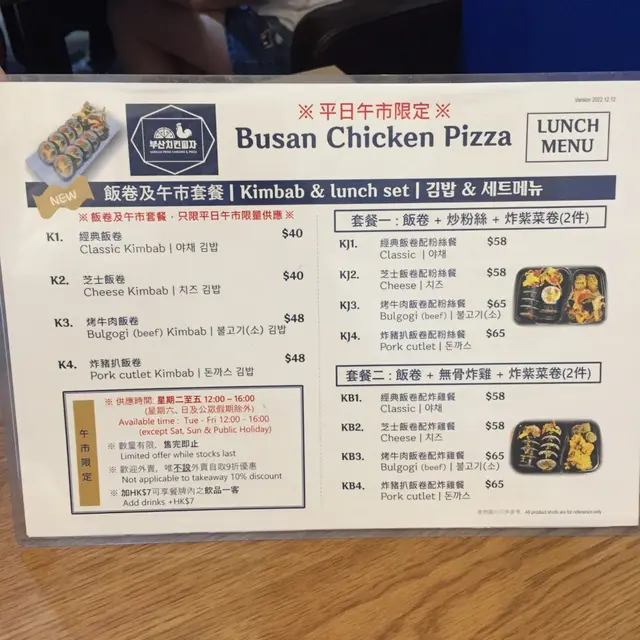 Version 2022.12.12
※ 平日午市限定 ※
부산치킨피자
Busan Chicken Pizza
LUNCH
MENU
NEW
飯卷及午市套餐 | Kimbab & lunch set | 김밥 & 세트메뉴
※ 飯卷及午市套餐，只限平日午市限量供應 ※
K1. 經典飯卷 $40
Classic Kimbab | 야채 김밥
K2. 芝士飯卷 $40
Cheese Kimbab | 치즈 김밥
K3. 烤牛肉飯卷 $48
Bulgogi (beef) Kimbab | 불고기(소) 김밥
K4. 炸豬扒飯卷 $48
Pork cutlet Kimbab | 돈까스 김밥
午市限定
※ 供應時間: 星期二至五 12:00 – 16:00
(星期六、日及公眾假期除外)
Available time : Tue - Fri 12:00 - 16:00
(except Sat, Sun & Public Holiday)
※ 數量有限，售完即止
Limited offer while stocks last
※ 歡迎外賣，唯不設外賣自取9折優惠
Not applicable to takeaway 10% discount
※ 加HK$7可享餐牌內之飲品一客
Add drinks +HK$7
套餐一 : 飯卷 + 炒粉絲 + 炸紫菜卷(2件)
KJ1. 經典飯卷配粉絲餐 $58
Classic | 야채
KJ2. 芝士飯卷配粉絲餐 $58
Cheese | 치즈
KJ3. 烤牛肉飯卷配粉絲餐 $65
Bulgogi (beef) | 불고기(소)
KJ4. 炸豬扒飯卷配粉絲餐 $65
Pork cutlet | 돈까스
套餐二 : 飯卷 + 無骨炸雞 + 炸紫菜卷(2件)
KB1. 經典飯卷配炸雞餐 $58
Classic | 야채
KB2. 芝士飯卷配炸雞餐 $58
Cheese | 치즈
KB3. 烤牛肉飯卷配炸雞餐 $65
Bulgogi (beef) | 불고기(소)
KB4. 炸豬扒飯卷配炸雞餐 $65
Pork cutlet | 돈까스
All product shots are for reference only